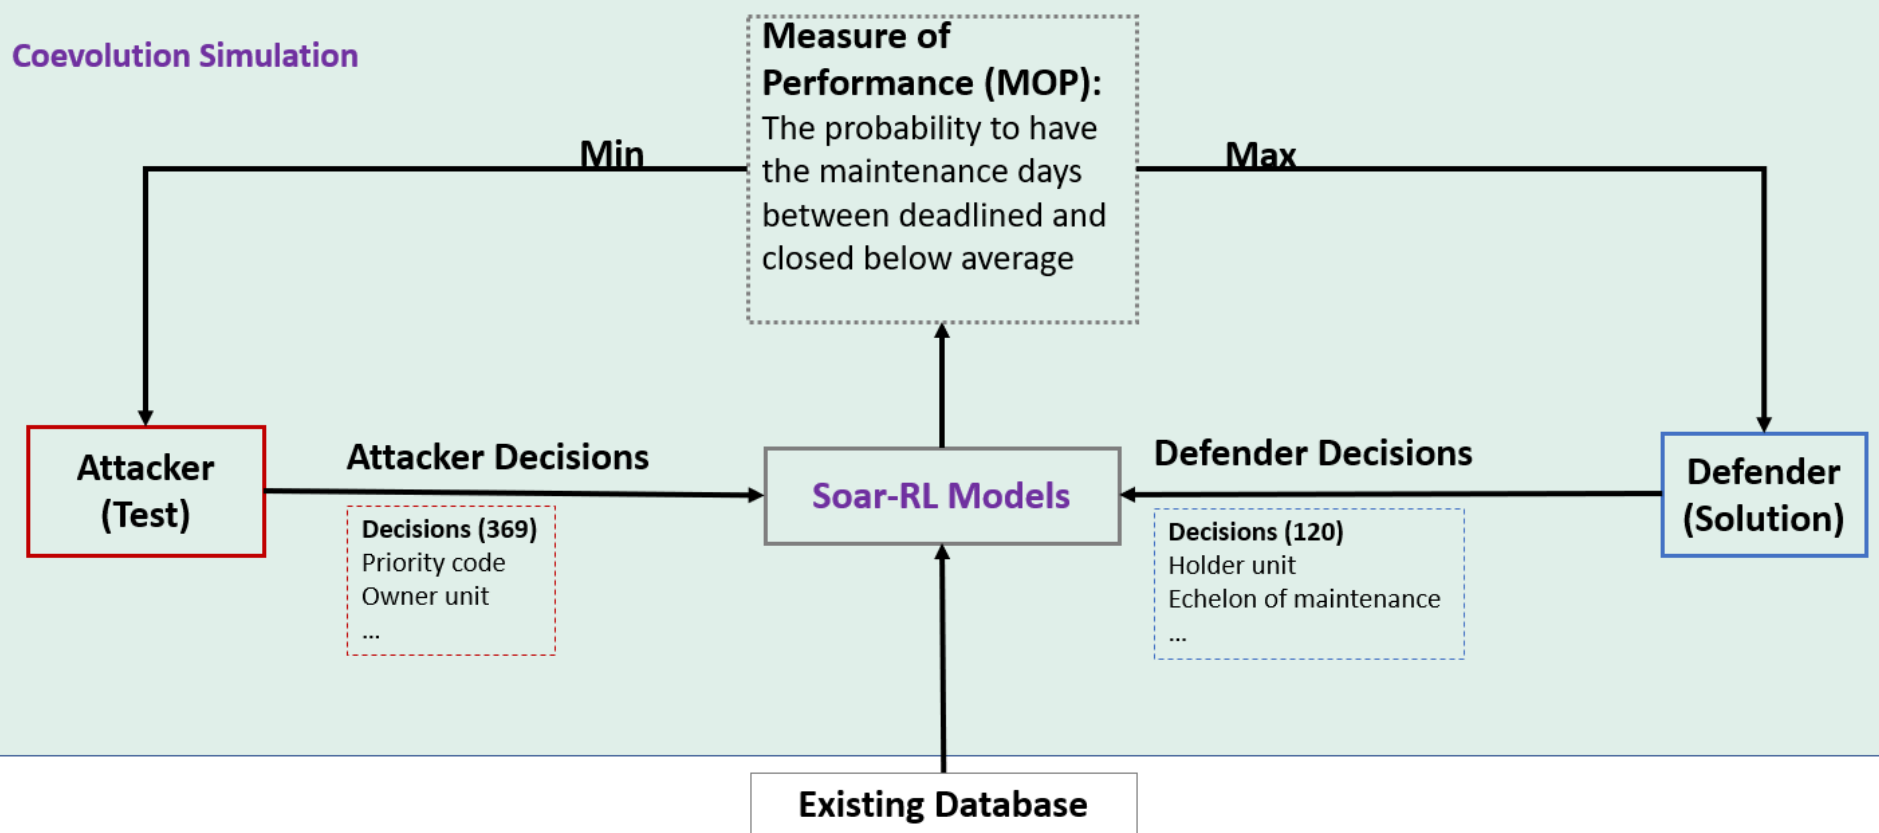 Coevolution Simulation
Measure of
Performance (MOP):
The probability to have
the maintenance days
between deadlined and
closed below average
Min
Max
Attacker
(Test)
Attacker Decisions
Decisions (369)
Priority code
Owner unit
...
Soar-RL Models
Defender Decisions
Decisions (120)
Holder unit
Echelon of maintenance
...
Defender
(Solution)
Existing Database